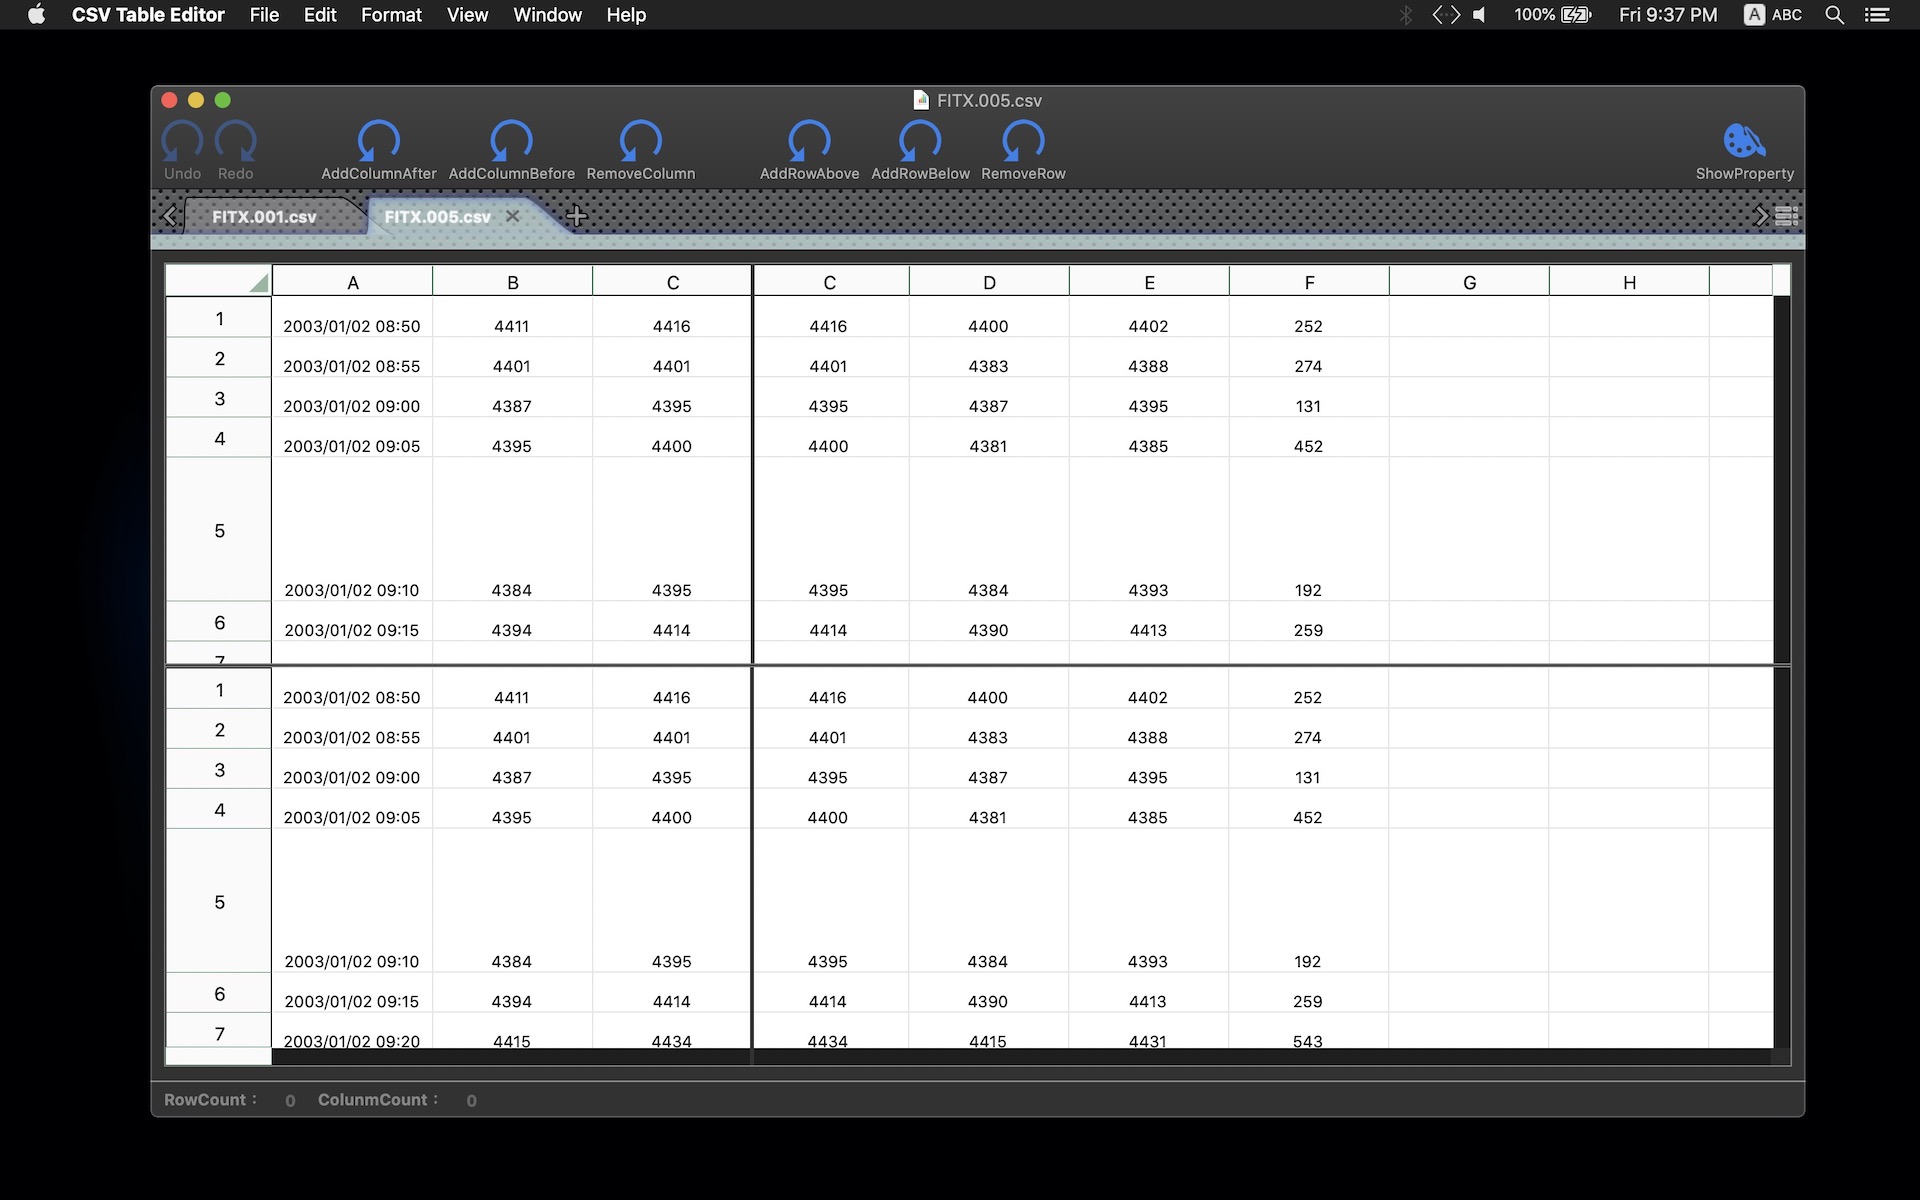 CSV Table Editor File Edit Format View Window Help 100% Fri 9:37 PM A ABC
FITX.005.csv
Undo Redo AddColumnAfter AddColumnBefore RemoveColumn AddRowAbove AddRowBelow RemoveRow ShowProperty
FITX.001.csv FITX.005.csv
A B C C D E F G H
1 2003/01/02 08:50 4411 4416 4416 4400 4402 252
2 2003/01/02 08:55 4401 4401 4401 4383 4388 274
3 2003/01/02 09:00 4387 4395 4395 4387 4395 131
4 2003/01/02 09:05 4395 4400 4400 4381 4385 452
5 2003/01/02 09:10 4384 4395 4395 4384 4393 192
6 2003/01/02 09:15 4394 4414 4414 4390 4413 259
7
1 2003/01/02 08:50 4411 4416 4416 4400 4402 252
2 2003/01/02 08:55 4401 4401 4401 4383 4388 274
3 2003/01/02 09:00 4387 4395 4395 4387 4395 131
4 2003/01/02 09:05 4395 4400 4400 4381 4385 452
5 2003/01/02 09:10 4384 4395 4395 4384 4393 192
6 2003/01/02 09:15 4394 4414 4414 4390 4413 259
7 2003/01/02 09:20 4415 4434 4434 4415 4431 543
RowCount : 0 ColunmCount : 0